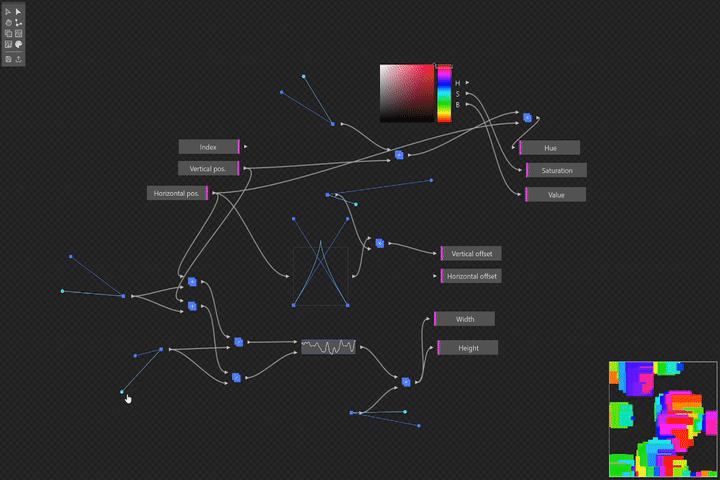 H
S
B
Index
Hue
Vertical pos.
Saturation
Horizontal pos.
Value
Vertical offset
Horizontal offset
Width
Height